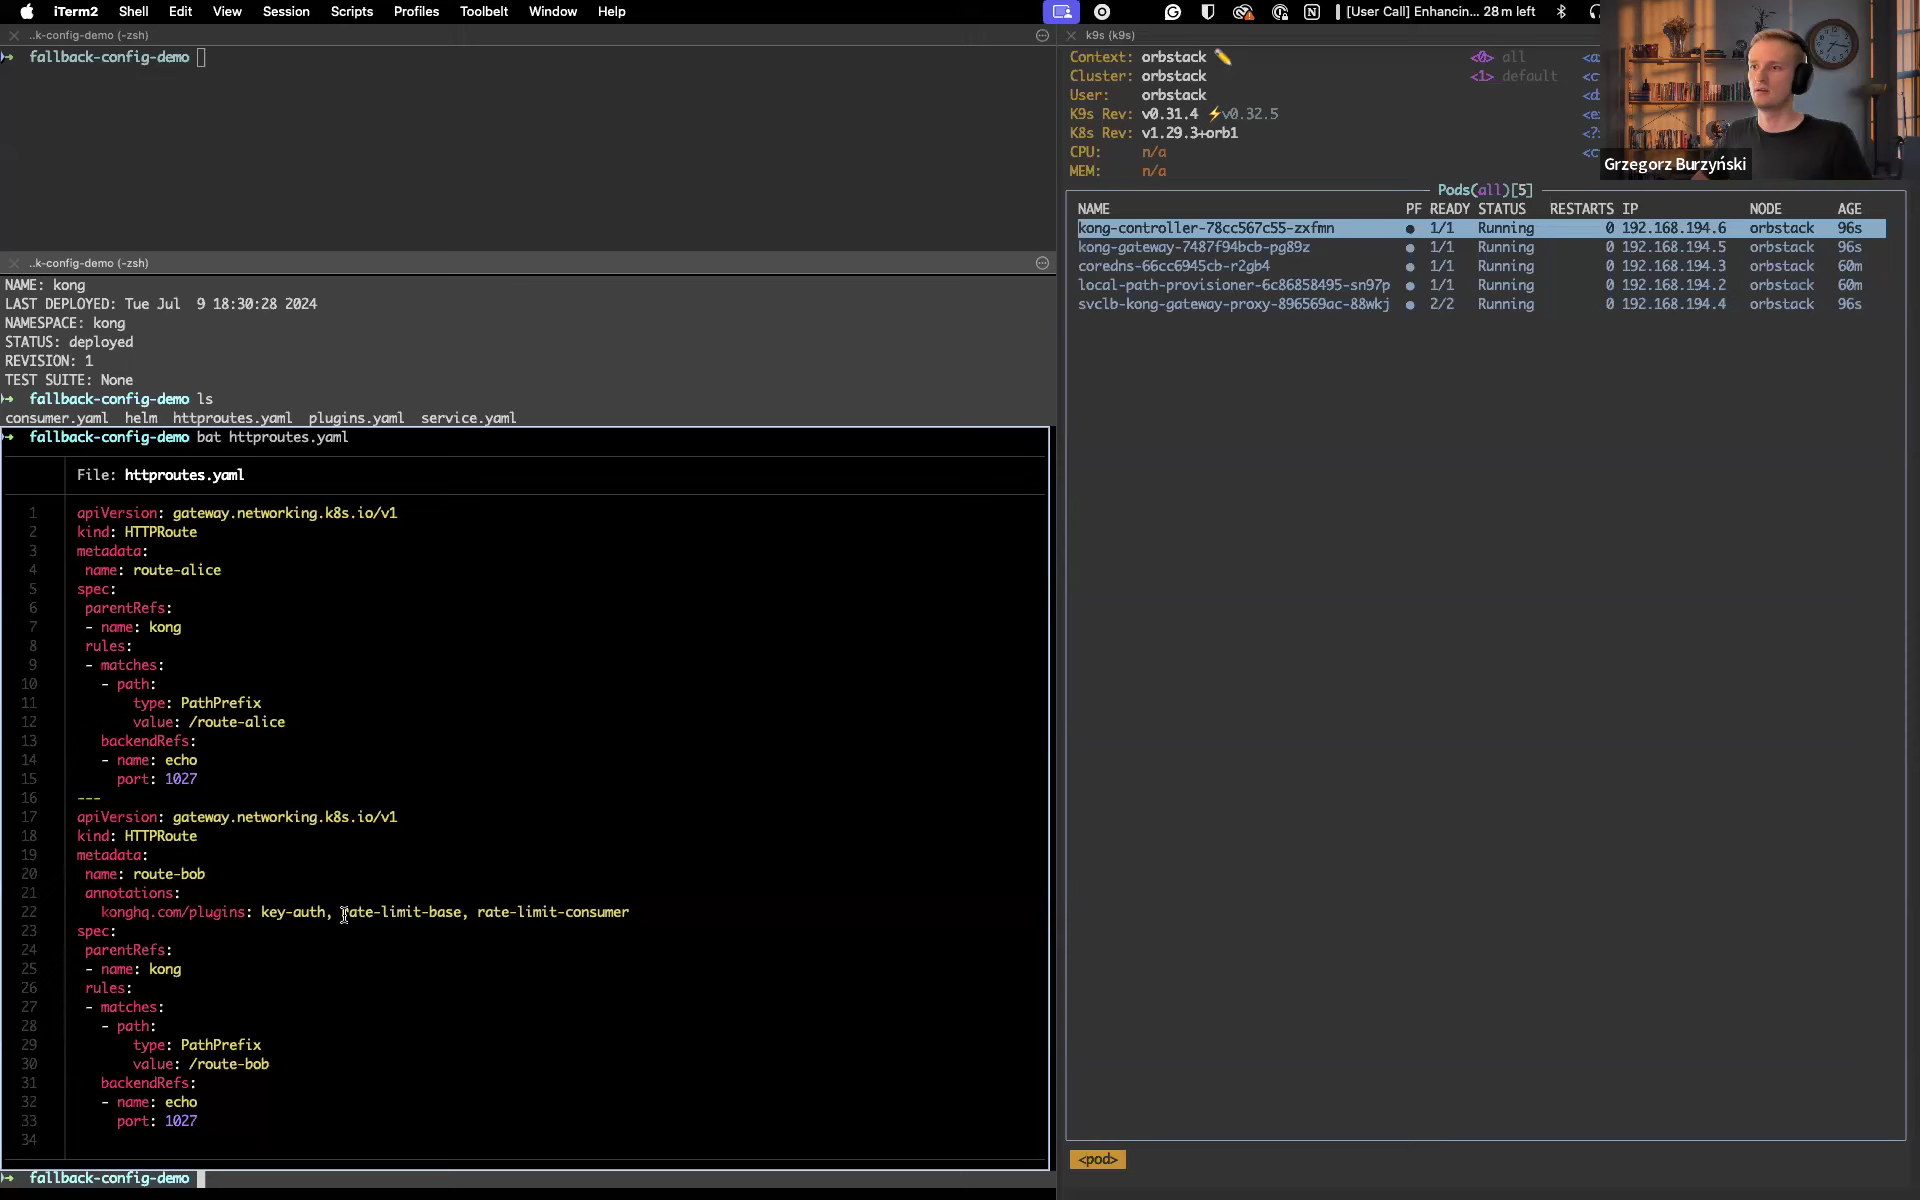 iTerm2 Shell Edit View Session Scripts Profiles Toolbelt Window Help [User Call] Enhancin... 28 m left
..k-config-demo (-zsh)
fallback-config-demo
..k-config-demo (-zsh)
NAME: kong
LAST DEPLOYED: Tue Jul  9 18:30:28 2024
NAMESPACE: kong
STATUS: deployed
REVISION: 1
TEST SUITE: None
fallback-config-demo ls
consumer.yaml  helm  httproutes.yaml  plugins.yaml  service.yaml
fallback-config-demo bat httproutes.yaml
File: httproutes.yaml
1 apiVersion: gateway.networking.k8s.io/v1
2 kind: HTTPRoute
3 metadata:
4  name: route-alice
5 spec:
6  parentRefs:
7  - name: kong
8  rules:
9  - matches:
10    - path:
11        type: PathPrefix
12        value: /route-alice
13    backendRefs:
14    - name: echo
15      port: 1027
16 ---
17 apiVersion: gateway.networking.k8s.io/v1
18 kind: HTTPRoute
19 metadata:
20  name: route-bob
21  annotations:
22    konghq.com/plugins: key-auth, rate-limit-base, rate-limit-consumer
23 spec:
24  parentRefs:
25  - name: kong
26  rules:
27  - matches:
28    - path:
29        type: PathPrefix
30        value: /route-bob
31    backendRefs:
32    - name: echo
33      port: 1027
34
fallback-config-demo
k9s (k9s)
Context: orbstack <0> all <a
Cluster: orbstack <1> default <c
User: orbstack <d
K9s Rev: v0.31.4 ⚡v0.32.5 <e
K8s Rev: v1.29.3+orb1 <?
CPU: n/a <c
MEM: n/a
Grzegorz Burzyński
Pods(all)[5]
NAME PF READY STATUS RESTARTS IP NODE AGE
kong-controller-78cc567c55-zxfmn ● 1/1 Running 0 192.168.194.6 orbstack 96s
kong-gateway-7487f94bcb-pg89z ● 1/1 Running 0 192.168.194.5 orbstack 96s
coredns-66cc6945cb-r2gb4 ● 1/1 Running 0 192.168.194.3 orbstack 60m
local-path-provisioner-6c86858495-sn97p ● 1/1 Running 0 192.168.194.2 orbstack 60m
svclb-kong-gateway-proxy-896569ac-88wkj ● 2/2 Running 0 192.168.194.4 orbstack 96s
<pod>